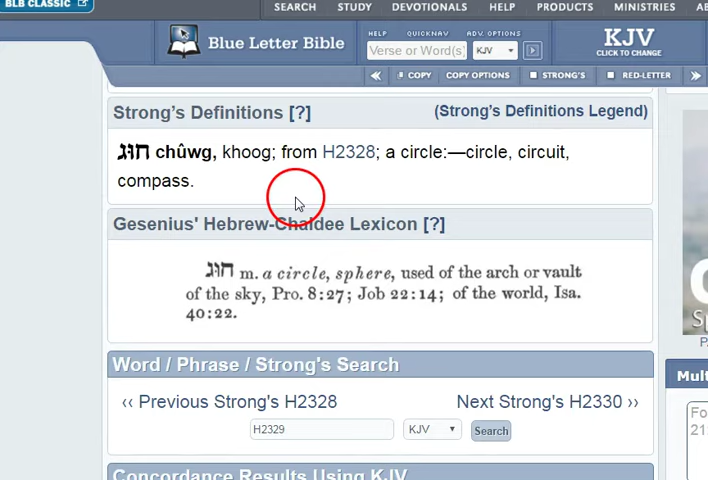 BLB CLASSIC
SEARCH STUDY DEVOTIONALS HELP PRODUCTS MINISTRIES
Blue Letter Bible
HELP QUICKNAV ADV. OPTIONS
Verse or Word(s) KJV
KJV
CLICK TO CHANGE
COPY COPY OPTIONS STRONG'S RED-LETTER
Strong's Definitions [?] (Strong's Definitions Legend)
חוּג chûwg, khoog; from H2328; a circle:—circle, circuit,
compass.
Gesenius' Hebrew-Chaldee Lexicon [?]
חוּג m. a circle, sphere, used of the arch or vault
of the sky, Pro. 8:27; Job 22:14; of the world, Isa.
40:22.
Word / Phrase / Strong's Search
‹‹ Previous Strong's H2328 Next Strong's H2330 ››
H2329 KJV Search
Concordance Results Using KJV